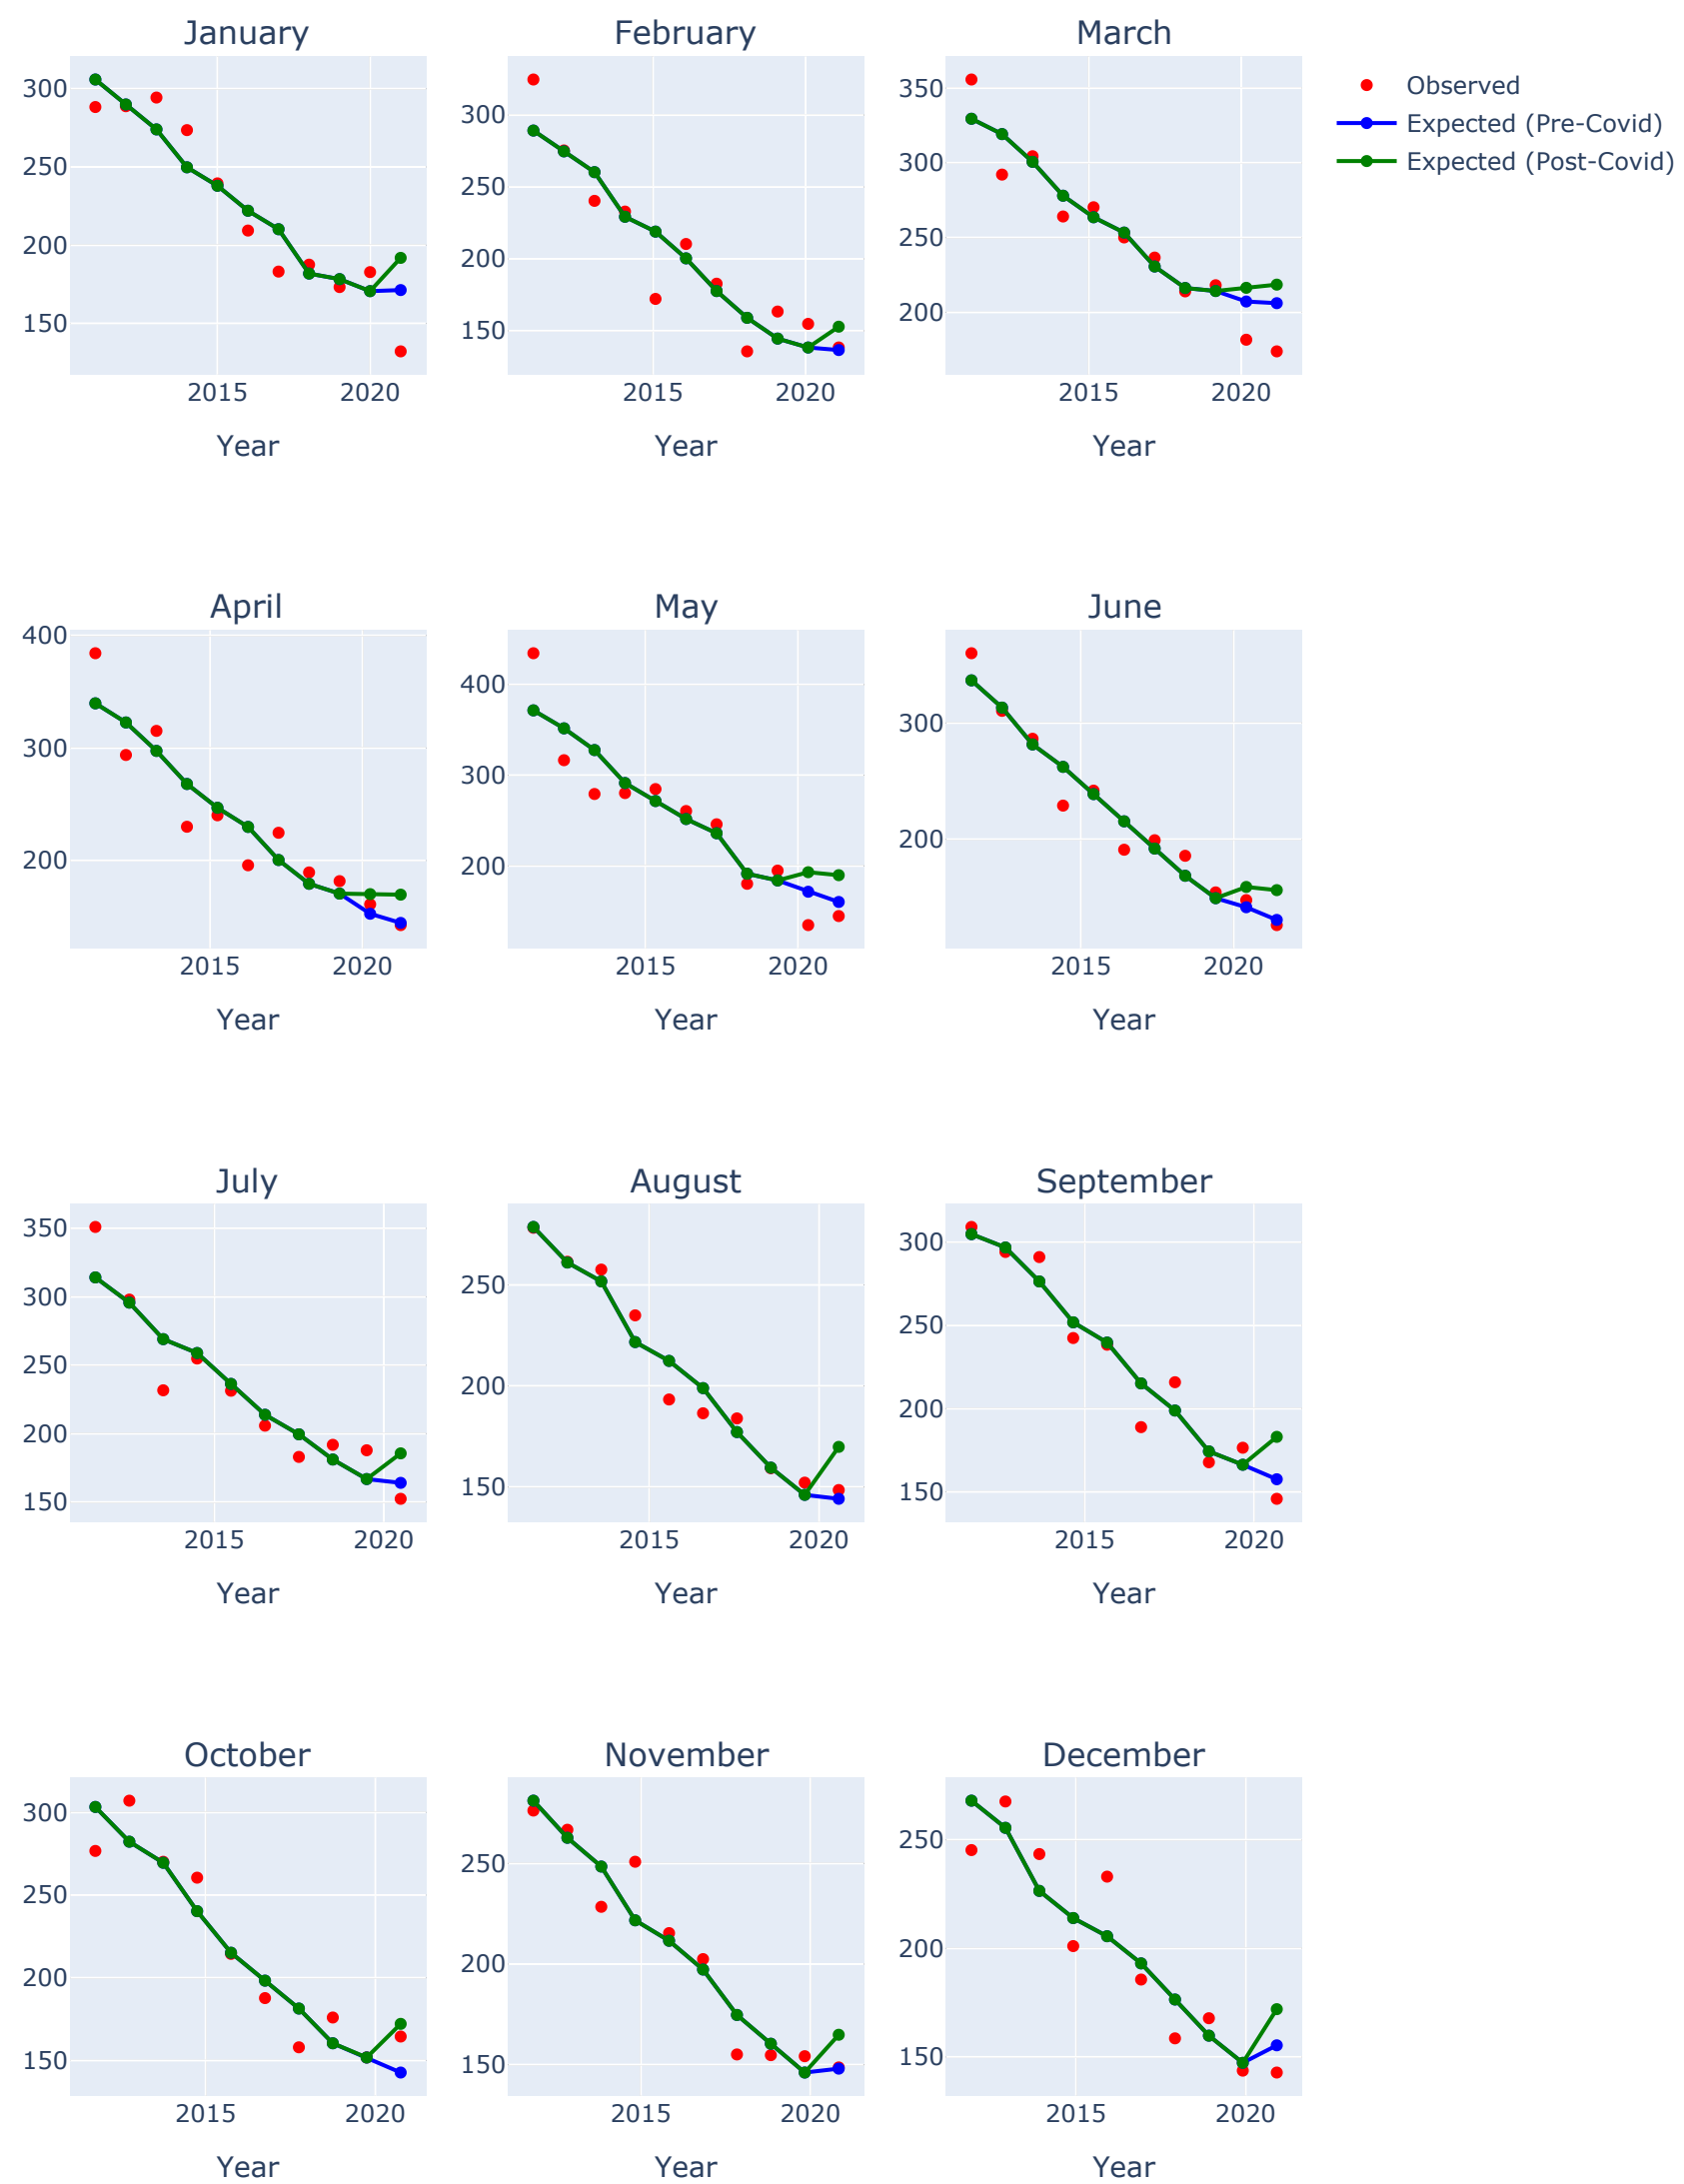 January
February
March
300
250
200
150
2015
2020
Year
300
250
200
150
2015
2020
Year
350
300
250
200
2015
2020
Year
Observed
Expected (Pre-Covid)
Expected (Post-Covid)
April
May
June
400
300
200
2015
2020
Year
400
300
200
2015
2020
Year
300
200
2015
2020
Year
July
August
September
350
300
250
200
150
2015
2020
Year
250
200
150
2015
2020
Year
300
250
200
150
2015
2020
Year
October
November
December
300
250
200
150
2015
2020
Year
250
200
150
2015
2020
Year
250
200
150
2015
2020
Year